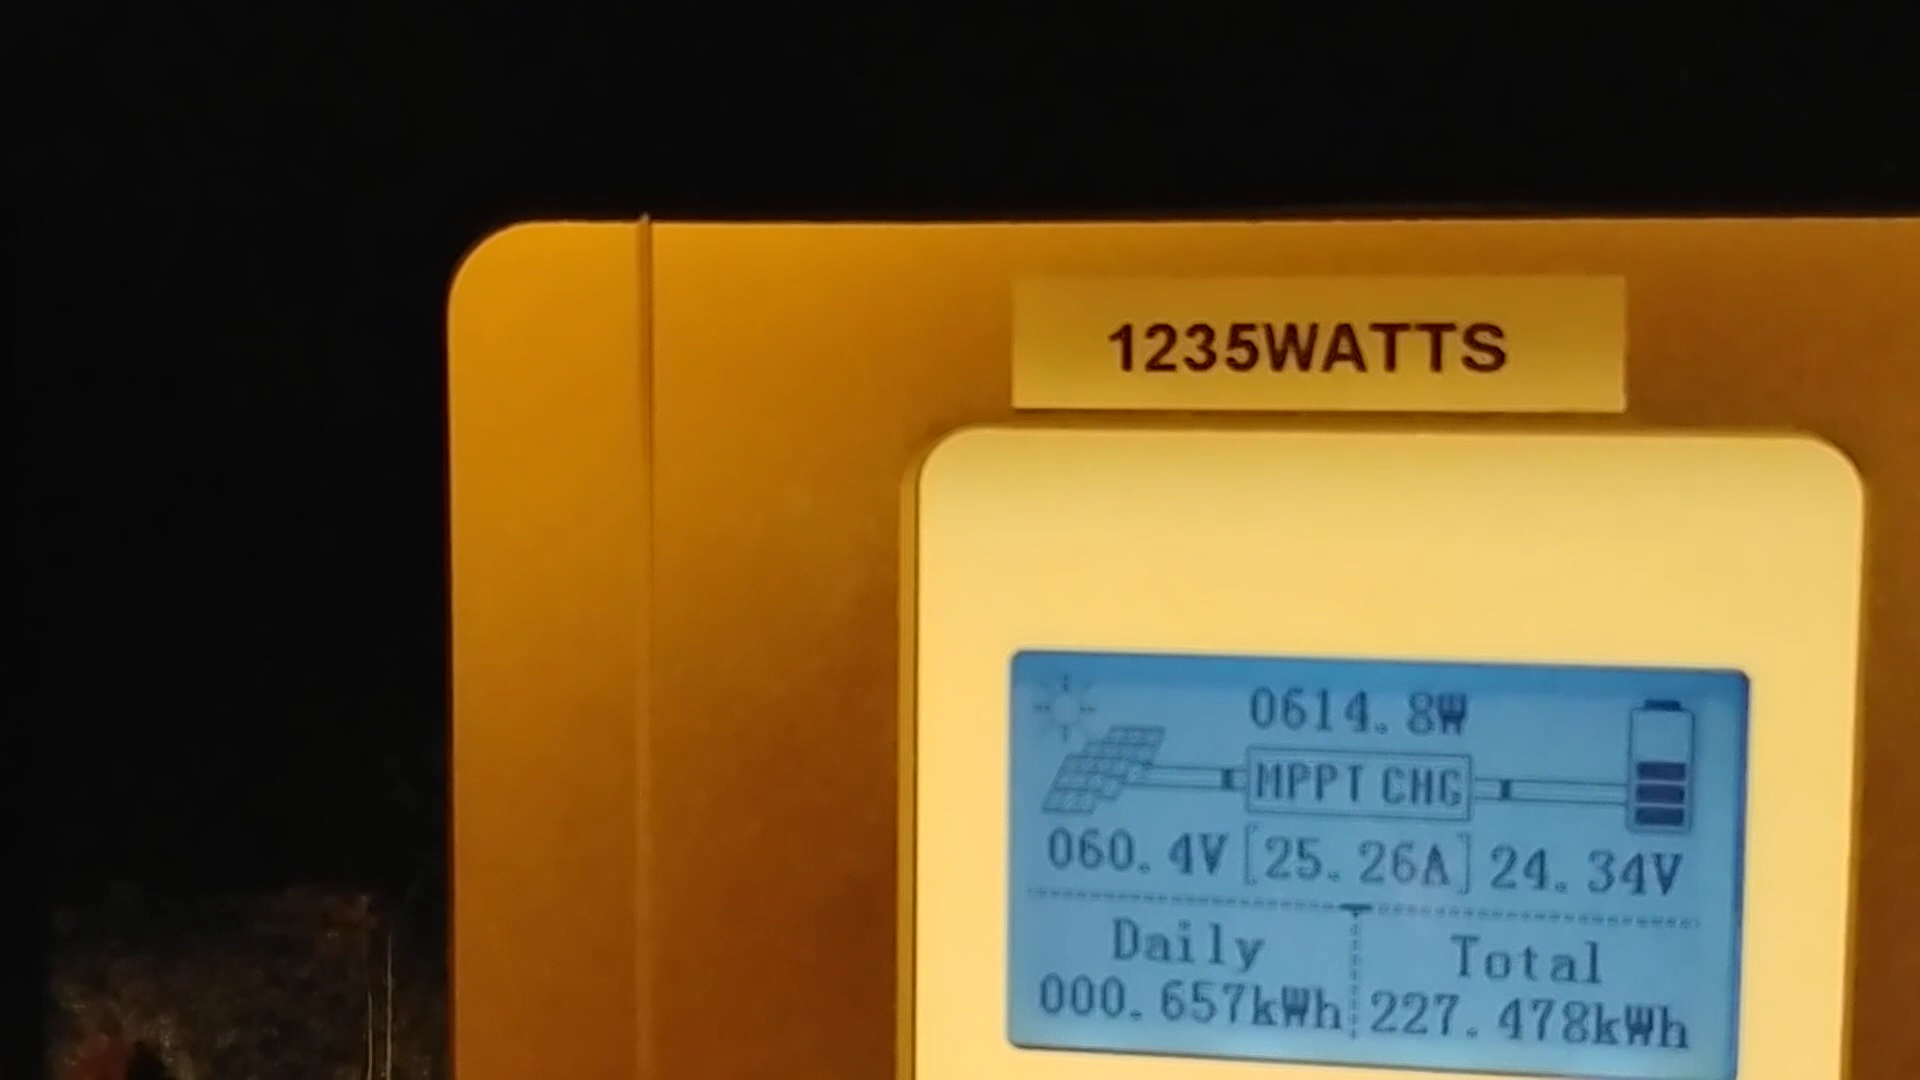 1235WATTS
0614.8W
MPPT CHG
060.4V [25.26A] 24.34V
Daily Total
000.657kWh 227.478kWh